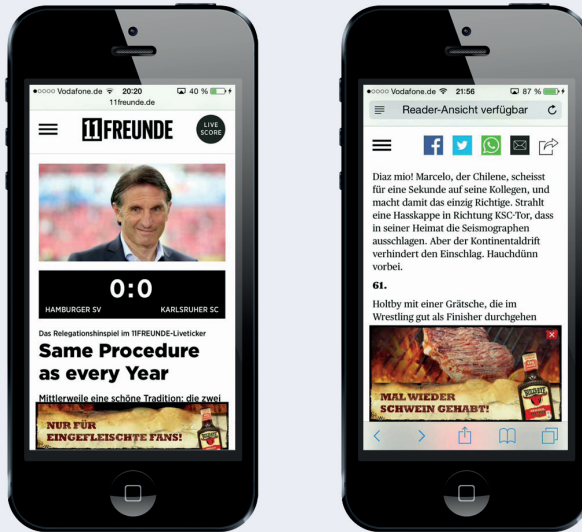 Vodafone.de 20:20 40 %
11freunde.de
11FREUNDE
LIVE
SCORE
0:0
HAMBURGER SV KARLSRUHER SC
Das Relegationshinspiel im 11FREUNDE-Liveticker
Same Procedure
as every Year
Mittlerweile eine schöne Tradition: die zwei
NUR FÜR
EINGEFLEISCHTE FANS!
Vodafone.de 21:56 87 %
Reader-Ansicht verfügbar
Diaz mio! Marcelo, der Chilene, scheisst
für eine Sekunde auf seine Kollegen, und
macht damit das einzig Richtige. Strahlt
eine Hasskappe in Richtung KSC-Tor, dass
in seiner Heimat die Seismographen
ausschlagen. Aber der Kontinentaldrift
verhindert den Einschlag. Hauchdünn
vorbei.
61.
Holtby mit einer Grätsche, die im
Wrestling gut als Finisher durchgehen
MAL WIEDER
SCHWEIN GEHABT!